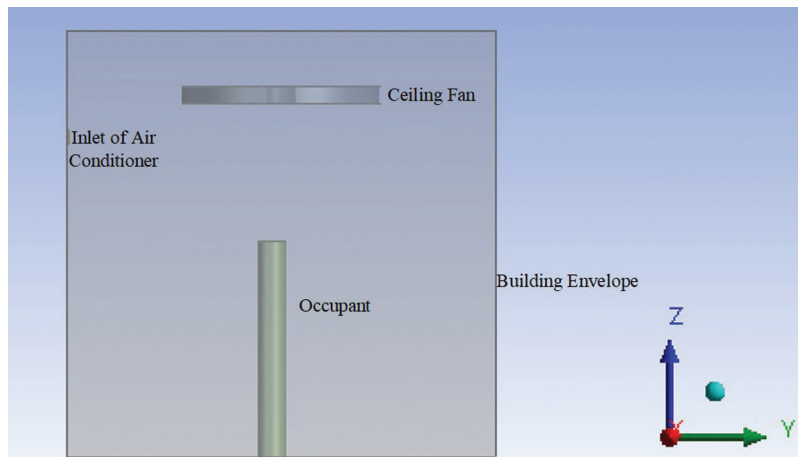 Ceiling Fan
Inlet of Air
Conditioner
Building Envelope
Occupant
Z
X
Y